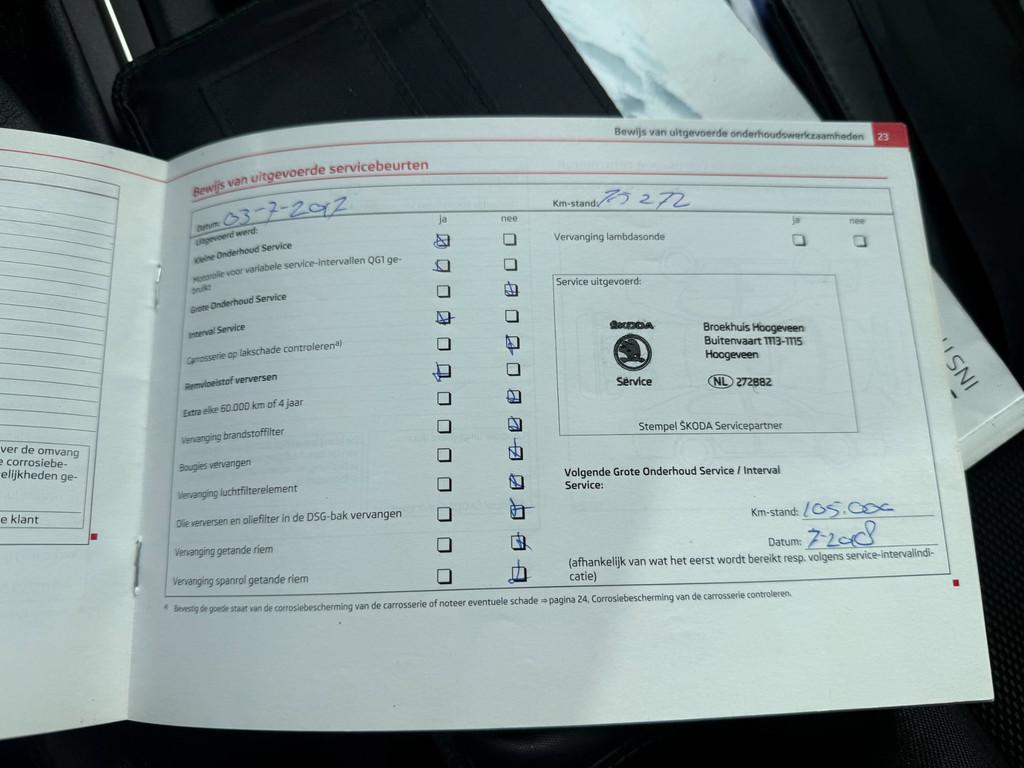 Bewijs van uitgevoerde onderhoudswerkzaamheden 23
Bewijs van uitgevoerde servicebeurten
Datum: 03-7-2017
Km-stand: 75 272
Uitgevoerd werd:
ja nee
Kleine Onderhoud Service
Motorolie voor variabele service-intervallen QG1 ge-
bruikt
Grote Onderhoud Service
Interval Service
Carrosserie op lakschade controleren a)
Remvloeistof verversen
Extra elke 60.000 km of 4 jaar
Vervanging brandstoffilter
Bougies vervangen
Vervanging luchtfilterelement
Olie verversen en oliefilter in de DSG-bak vervangen
Vervanging getande riem
Vervanging spanrol getande riem
ja nee
Vervanging lambdasonde
Service uitgevoerd:
ŠKODA
Service
Broekhuis Hoogeveen
Buitenvaart 1113-1115
Hoogeveen
NL 272882
Stempel ŠKODA Servicepartner
Volgende Grote Onderhoud Service / Interval
Service:
Km-stand: 105.000
Datum: 7-2018
(afhankelijk van wat het eerst wordt bereikt resp. volgens service-intervalindi-
catie)
a) Bevestig de goede staat van de corrosiebescherming van de carrosserie of noteer eventuele schade ⇒ pagina 24, Corrosiebescherming van de carrosserie controleren.
ver de omvang
e corrosiebe-
elijkheden ge-
e klant